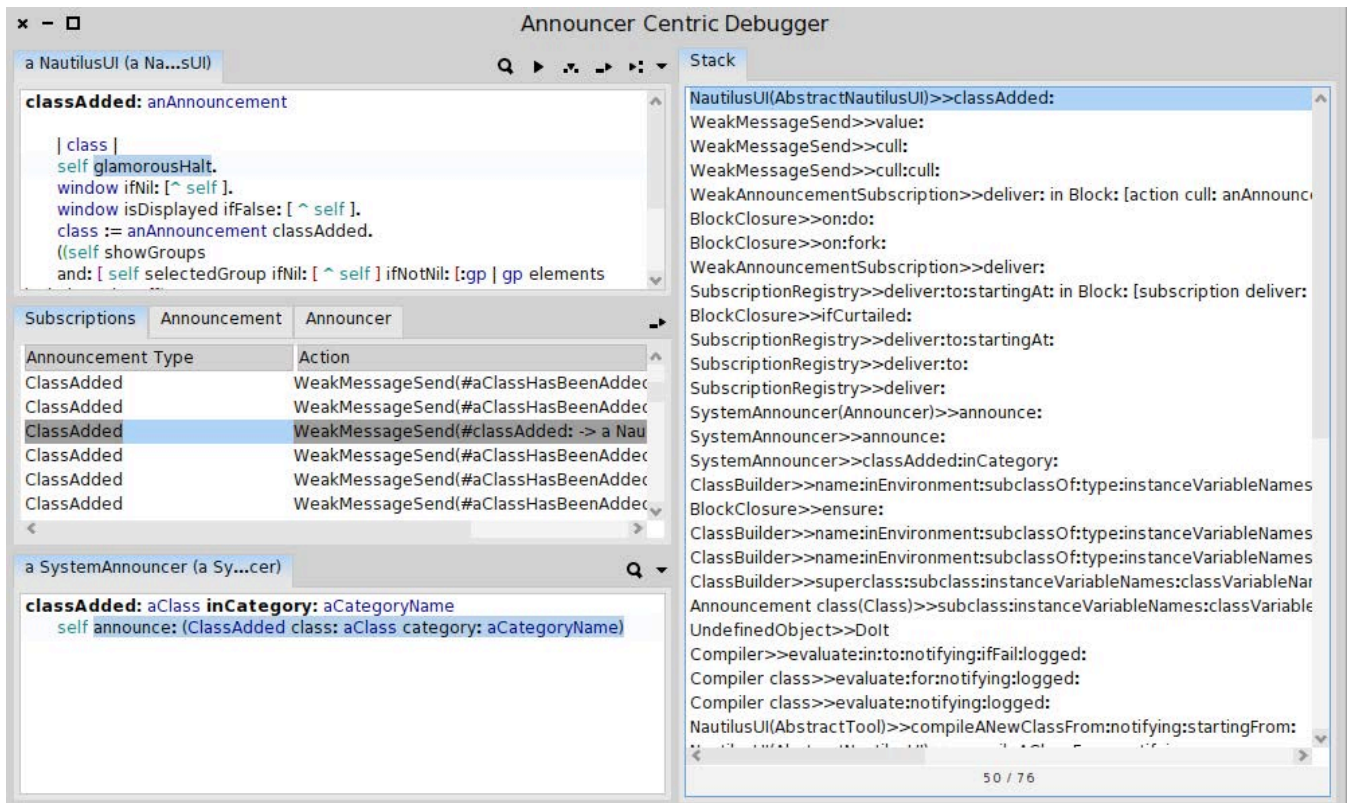 Announcer Centric Debugger
a NautilusUI (a Na...sUI)
classAdded: anAnnouncement
| class |
self glamorousHalt.
window ifNil: [^ self ].
window isDisplayed ifFalse: [ ^ self ].
class := anAnnouncement classAdded.
((self showGroups
and: [ self selectedGroup ifNil: [ ^ self ] ifNotNil: [:gp | gp elements
Subscriptions Announcement Announcer
Announcement Type Action
ClassAdded WeakMessageSend(#aClassHasBeenAdded
ClassAdded WeakMessageSend(#aClassHasBeenAdded
ClassAdded WeakMessageSend(#classAdded: -> a Nau
ClassAdded WeakMessageSend(#aClassHasBeenAdded
ClassAdded WeakMessageSend(#aClassHasBeenAdded
ClassAdded WeakMessageSend(#aClassHasBeenAdded
a SystemAnnouncer (a Sy...cer)
classAdded: aClass inCategory: aCategoryName
self announce: (ClassAdded class: aClass category: aCategoryName)
Stack
NautilusUI(AbstractNautilusUI)>>classAdded:
WeakMessageSend>>value:
WeakMessageSend>>cull:
WeakMessageSend>>cull:cull:
WeakAnnouncementSubscription>>deliver: in Block: [action cull: anAnnounc
BlockClosure>>on:do:
BlockClosure>>on:fork:
WeakAnnouncementSubscription>>deliver:
SubscriptionRegistry>>deliver:to:startingAt: in Block: [subscription deliver:
BlockClosure>>ifCurtailed:
SubscriptionRegistry>>deliver:to:startingAt:
SubscriptionRegistry>>deliver:to:
SubscriptionRegistry>>deliver:
SystemAnnouncer(Announcer)>>announce:
SystemAnnouncer>>announce:
SystemAnnouncer>>classAdded:inCategory:
ClassBuilder>>name:inEnvironment:subclassOf:type:instanceVariableNames
BlockClosure>>ensure:
ClassBuilder>>name:inEnvironment:subclassOf:type:instanceVariableNames
ClassBuilder>>name:inEnvironment:subclassOf:type:instanceVariableNames
ClassBuilder>>superclass:subclass:instanceVariableNames:classVariableNar
Announcement class(Class)>>subclass:instanceVariableNames:classVariable
UndefinedObject>>DoIt
Compiler>>evaluate:in:to:notifying:ifFail:logged:
Compiler class>>evaluate:for:notifying:logged:
Compiler class>>evaluate:notifying:logged:
NautilusUI(AbstractTool)>>compileANewClassFrom:notifying:startingFrom:
50 / 76